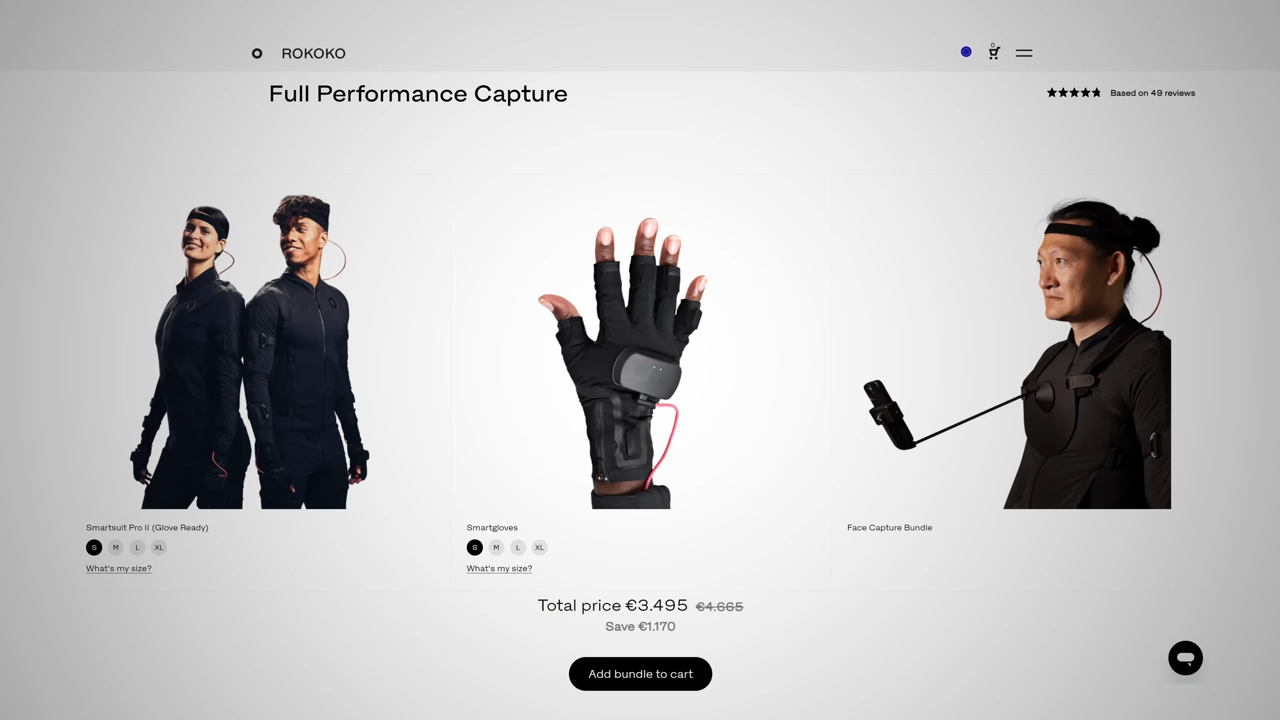 ROKOKO
0
Full Performance Capture
Based on 49 reviews
Smartsuit Pro II (Glove Ready)
S M L XL
What's my size?
Smartgloves
S M L XL
What's my size?
Face Capture Bundle
Total price €3.495 €4.665
Save €1.170
Add bundle to cart